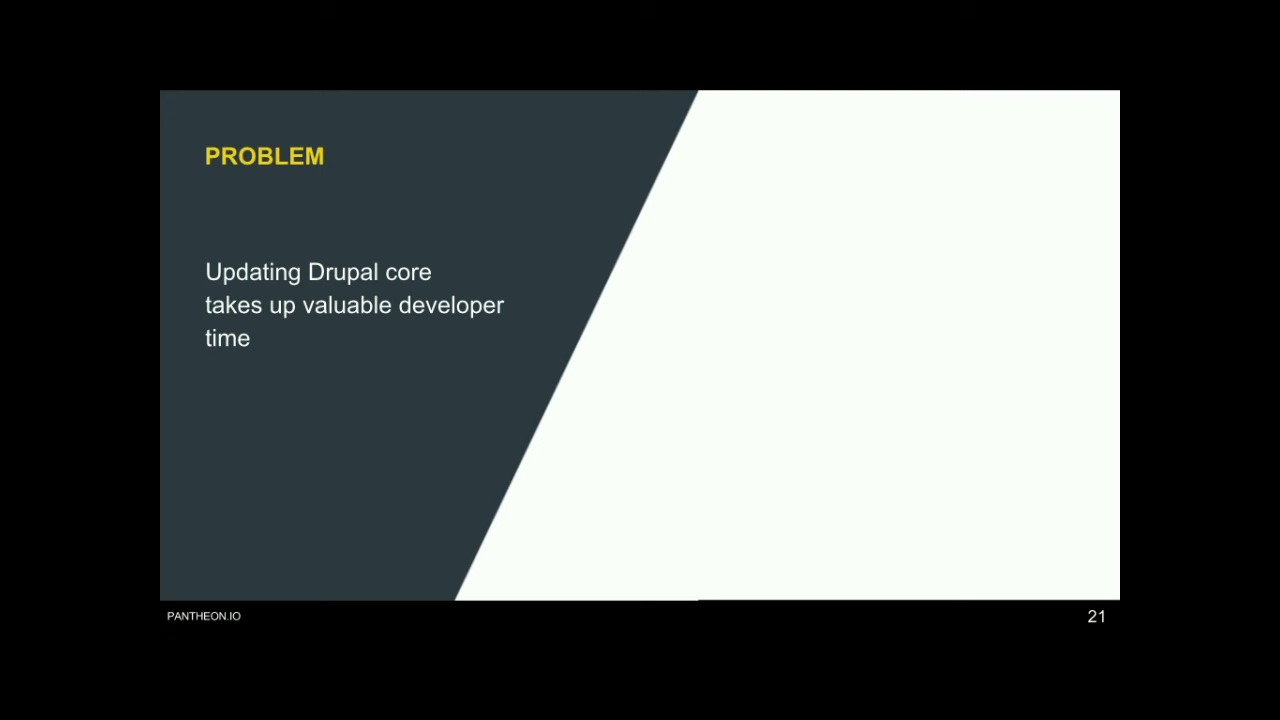 PROBLEM
Updating Drupal core
takes up valuable developer
time
PANTHEON.IO
21